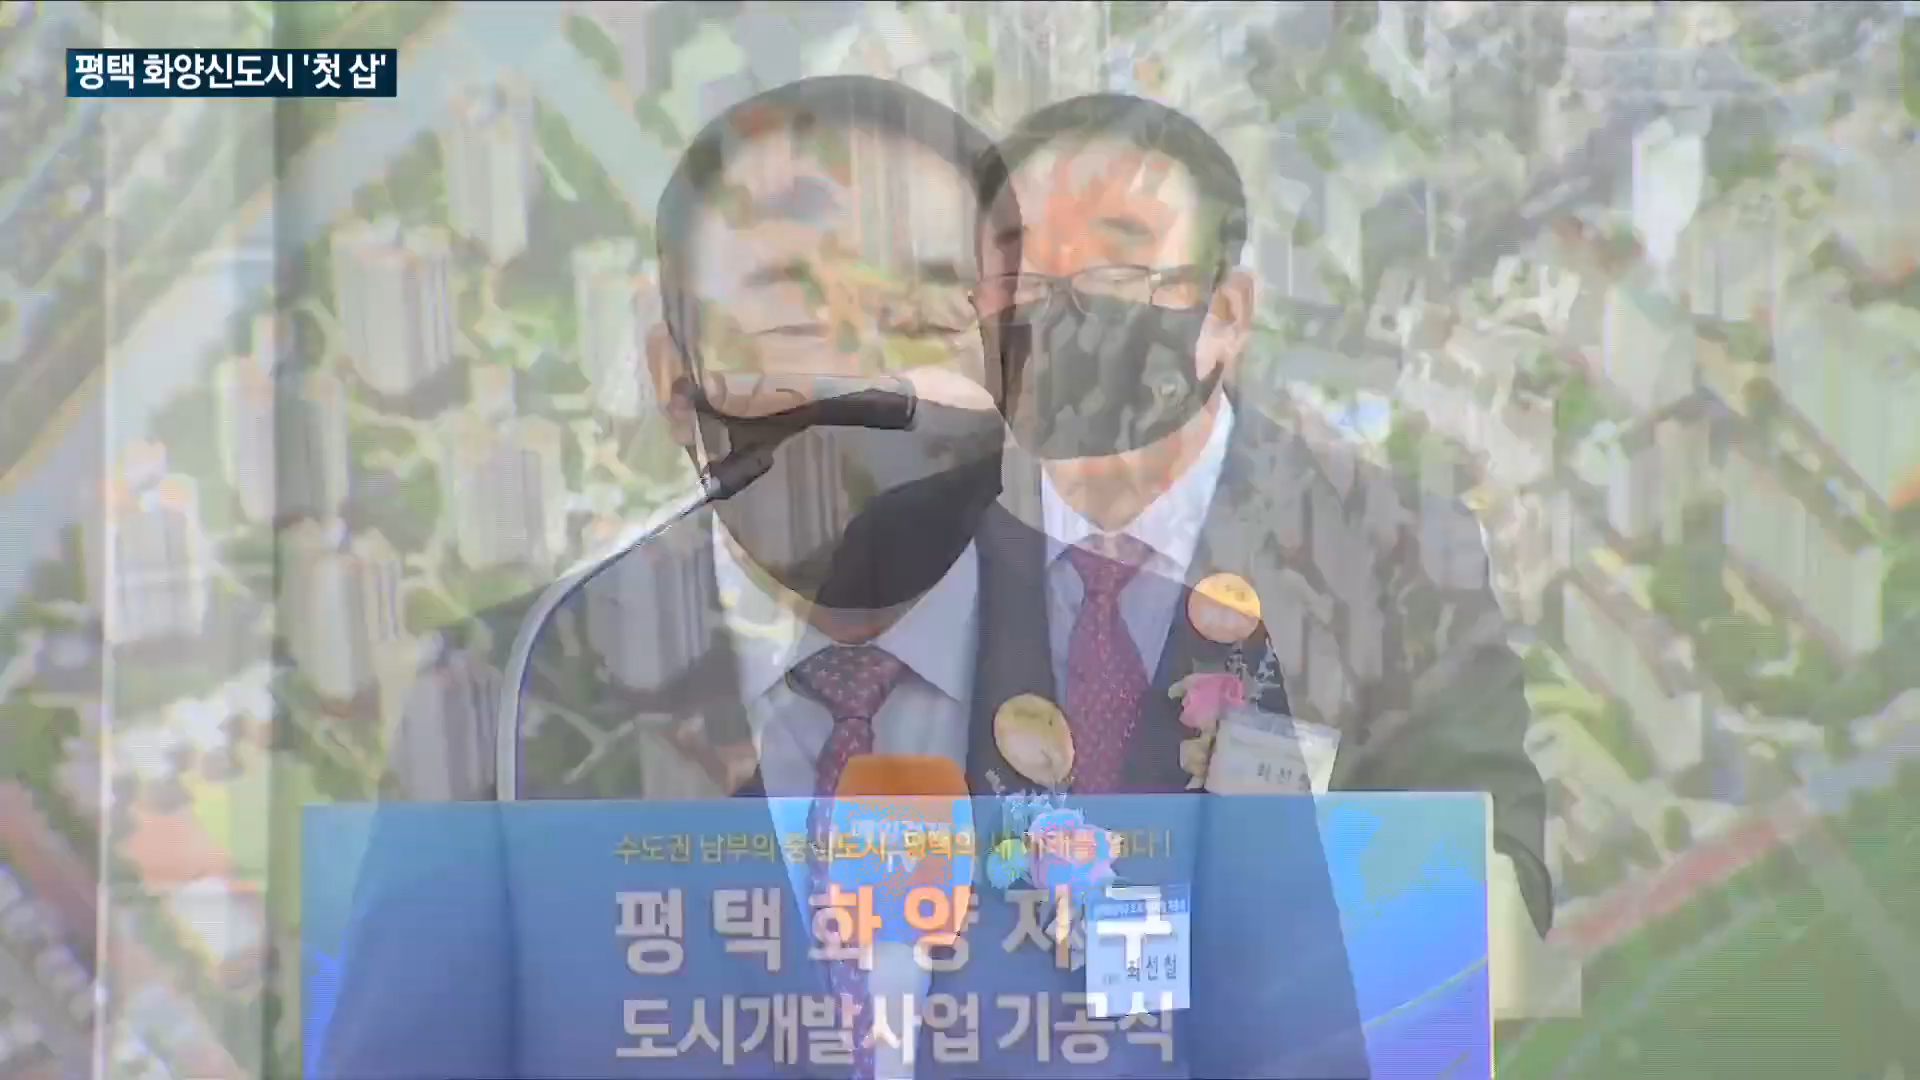 평택 화양신도시 '첫 삽'
수도권 남부의 중심도시, 평택의 새 미래를 열다!
평택화양지구
최선철
도시개발사업 기공식